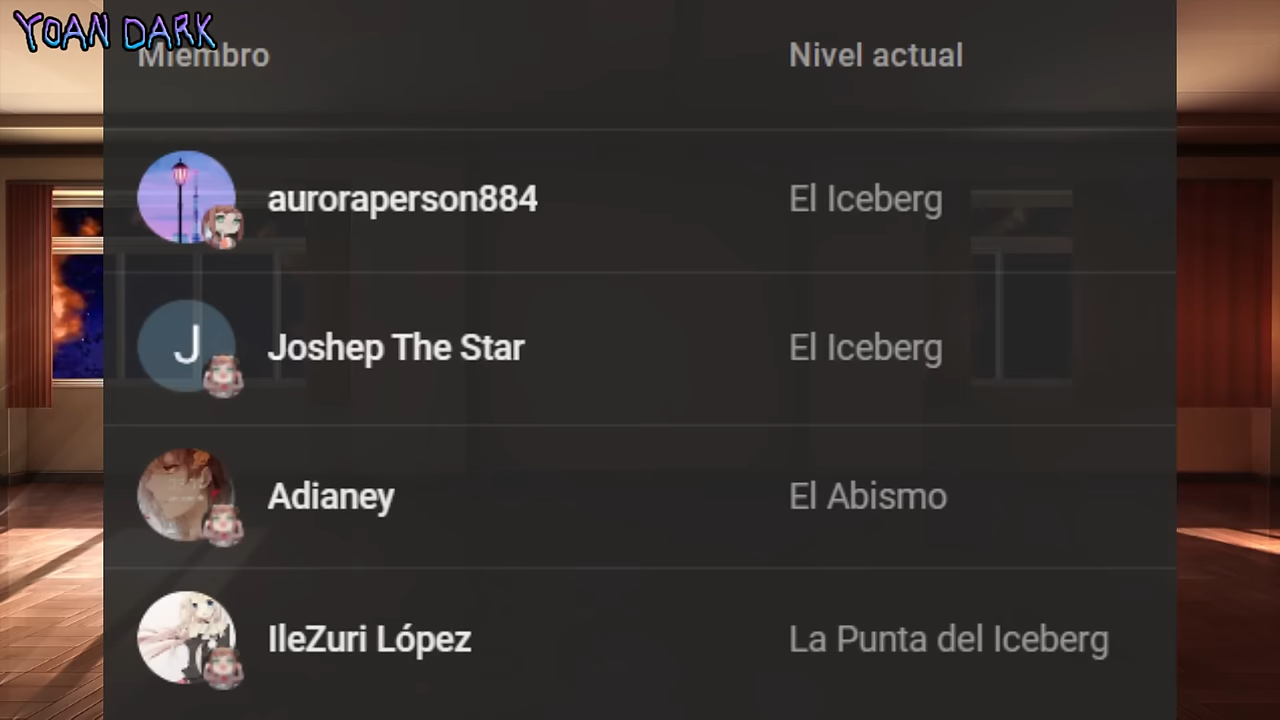 YOAN DARK
Miembro Nivel actual
auroraperson884 El Iceberg
J
Joshep The Star El Iceberg
Adianey El Abismo
IleZuri López La Punta del Iceberg